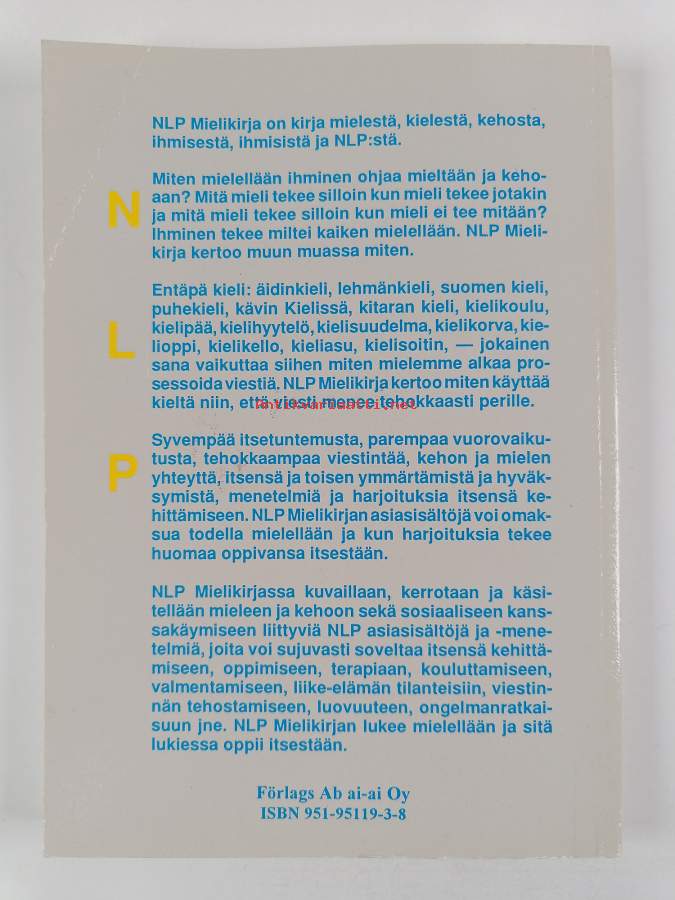 NLP Mielikirja on kirja mielestä, kielestä, kehosta,
ihmisestä, ihmisistä ja NLP:stä.
N
Miten mielellään ihminen ohjaa mieltään ja keho-
aan? Mitä mieli tekee silloin kun mieli tekee jotakin
ja mitä mieli tekee silloin kun mieli ei tee mitään?
Ihminen tekee miltei kaiken mielellään. NLP Mieli-
kirja kertoo muun muassa miten.
L
Entäpä kieli: äidinkieli, lehmänkieli, suomen kieli,
puhekieli, kävin Kielissä, kitaran kieli, kielikoulu,
kielipää, kielihyytelö, kielisuudelma, kielikorva, kie-
lioppi, kielikello, kieliasu, kielisoitin, — jokainen
sana vaikuttaa siihen miten mielemme alkaa pro-
sessoida viestiä. NLP Mielikirja kertoo miten käyttää
kieltä niin, että viesti menee tehokkaasti perille.
Antikvariaatti.net
P
Syvempää itsetuntemusta, parempaa vuorovaiku-
tusta, tehokkaampaa viestintää, kehon ja mielen
yhteyttä, itsensä ja toisen ymmärtämistä ja hyväk-
symistä, menetelmiä ja harjoituksia itsensä ke-
hittämiseen. NLP Mielikirjan asiasisältöjä voi omak-
sua todella mielellään ja kun harjoituksia tekee
huomaa oppivansa itsestään.
NLP Mielikirjassa kuvaillaan, kerrotaan ja käsi-
tellään mieleen ja kehoon sekä sosiaaliseen kans-
sakäymiseen liittyviä NLP asiasisältöjä ja -mene-
telmiä, joita voi sujuvasti soveltaa itsensä kehittä-
miseen, oppimiseen, terapiaan, kouluttamiseen,
valmentamiseen, liike-elämän tilanteisiin, viestin-
nän tehostamiseen, luovuuteen, ongelmanratkai-
suun jne. NLP Mielikirjan lukee mielellään ja sitä
lukiessa oppii itsestään.
Förlags Ab ai-ai Oy
ISBN 951-95119-3-8